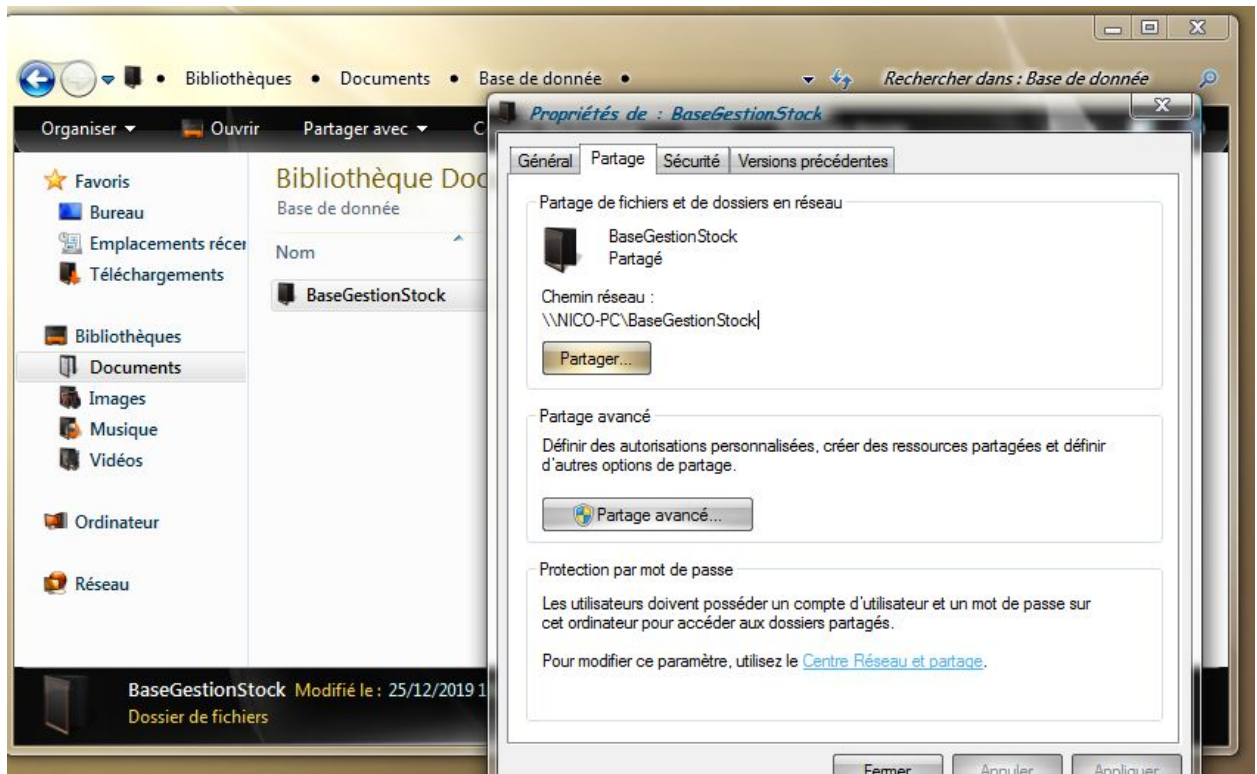 Bibliothèques • Documents • Base de donnée •
Rechercher dans : Base de donnée
Organiser
Ouvrir
Partager avec
Favoris
Bureau
Emplacements récen
Téléchargements
Bibliothèques
Documents
Images
Musique
Vidéos
Ordinateur
Réseau
Bibliothèque Doc
Base de donnée
Nom
BaseGestionStock
Propriétés de : BaseGestionStock
Général
Partage
Sécurité
Versions précédentes
Partage de fichiers et de dossiers en réseau
BaseGestionStock
Partagé
Chemin réseau :
\\NICO-PC\BaseGestionStock
Partager...
Partage avancé
Définir des autorisations personnalisées, créer des ressources partagées et définir
d'autres options de partage.
Partage avancé...
Protection par mot de passe
Les utilisateurs doivent posséder un compte d'utilisateur et un mot de passe sur
cet ordinateur pour accéder aux dossiers partagés.
Pour modifier ce paramètre, utilisez le Centre Réseau et partage.
BaseGestionStock Modifié le : 25/12/2019 1
Dossier de fichiers
Fermer
Annuler
Appliquer